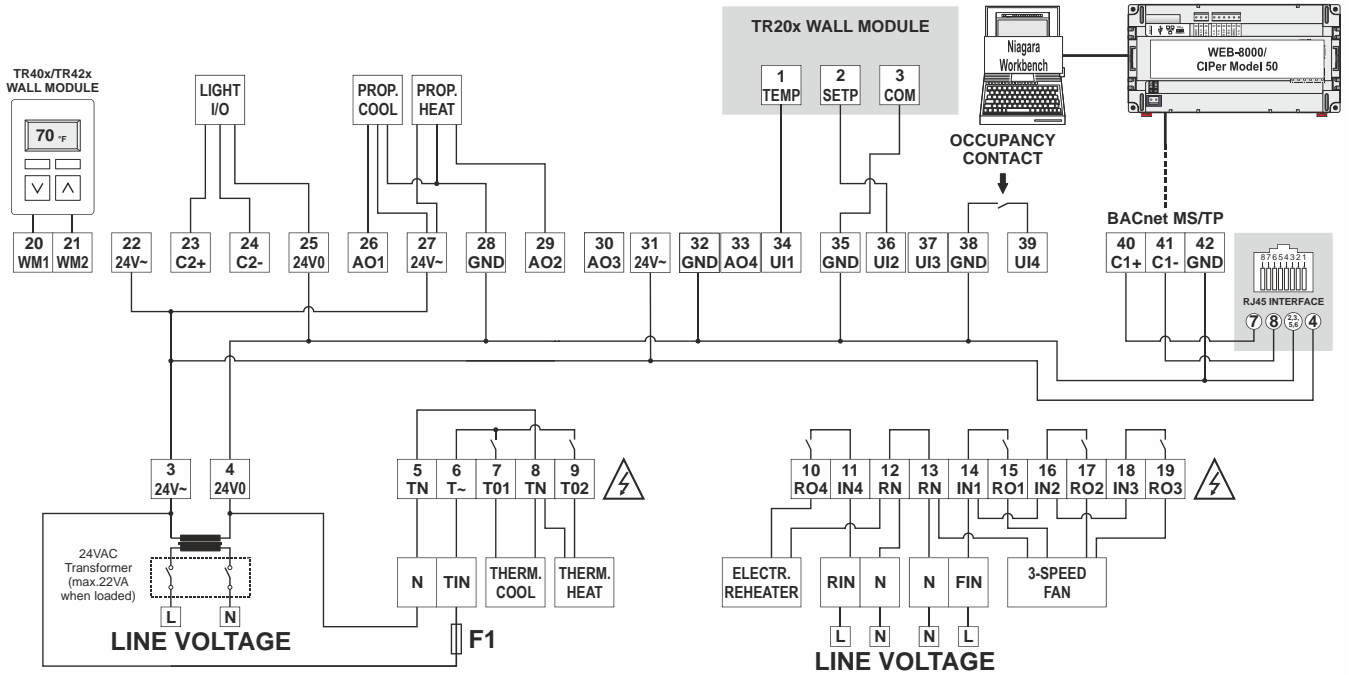 TR20x WALL MODULE
1
TEMP
2
SETP
3
COM
Niagara
Workbench
WEB-8000/
CIPer Model 50
TR40x/TR42x
WALL MODULE
70 °F
LIGHT
I/O
PROP.
COOL
PROP.
HEAT
OCCUPANCY
CONTACT
BACnet MS/TP
20
WM1
21
WM2
22
24V~
23
C2+
24
C2-
25
24V0
26
AO1
27
24V~
28
GND
29
AO2
30
AO3
31
24V~
32
GND
33
AO4
34
UI1
35
GND
36
UI2
37
UI3
38
GND
39
UI4
40
C1+
41
C1-
42
GND
87654321
RJ45 INTERFACE
7
8
2,3,
5,6
4
3
24V~
4
24V0
5
TN
6
T~
7
T01
8
TN
9
T02
10
RO4
11
IN4
12
RN
13
RN
14
IN1
15
RO1
16
IN2
17
RO2
18
IN3
19
RO3
24VAC
Transformer
(max.22VA
when loaded)
L
N
LINE VOLTAGE
N
TIN
THERM.
COOL
THERM.
HEAT
F1
ELECTR.
REHEATER
RIN
N
N
FIN
3-SPEED
FAN
L
N
N
L
LINE VOLTAGE